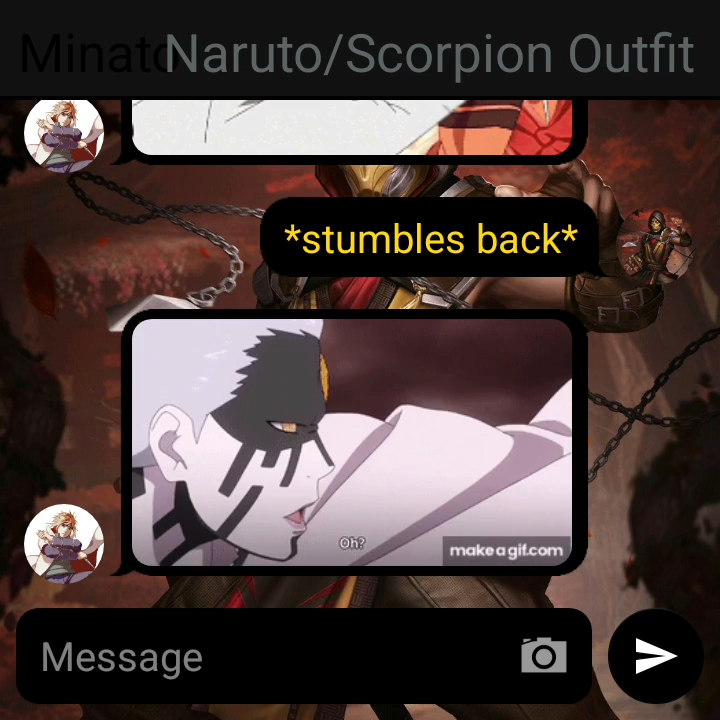 Minato Naruto/Scorpion Outfit
*stumbles back*
Oh?
makeagif.com
Message